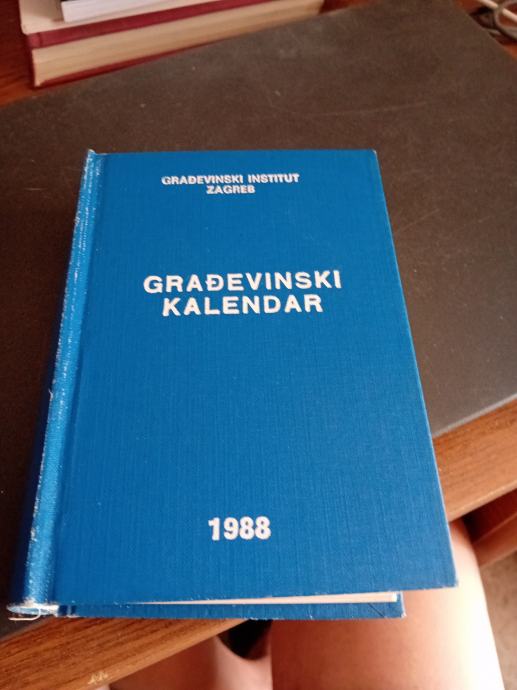 GRAĐEVINSKI INSTITUT
ZAGREB
GRAĐEVINSKI
KALENDAR
1988